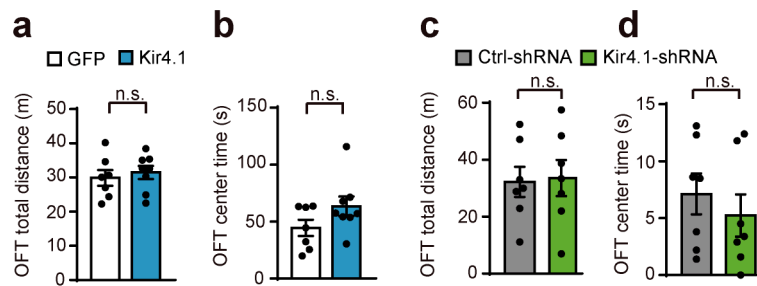 a
GFP Kir4.1
OFT total distance (m)
50
40
30
20
10
0
n.s.
b
OFT center time (s)
150
100
50
0
n.s.
c
Ctrl-shRNA Kir4.1-shRNA
OFT total distance (m)
60
40
20
0
n.s.
d
OFT center time (s)
15
10
5
0
n.s.